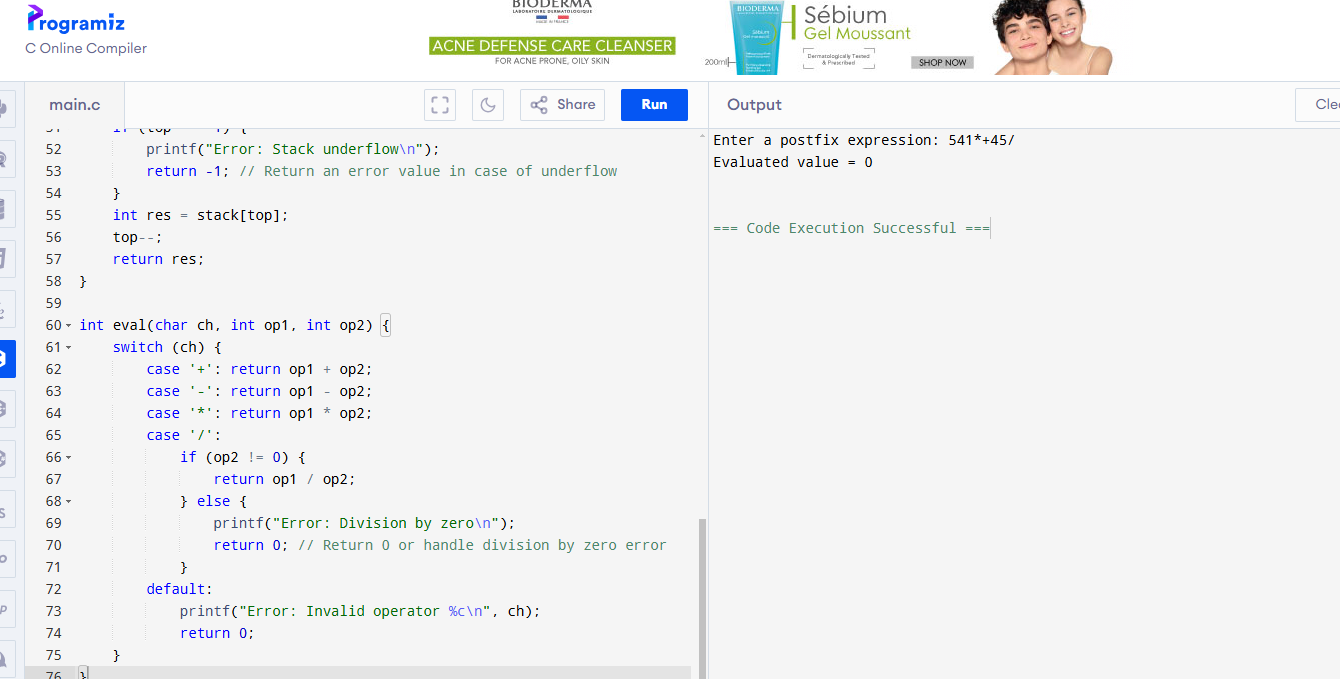 Programiz
C Online Compiler
BIODERMA
LABORATOIRE DERMATOLOGIQUE
MADE IN FRANCE
ACNE DEFENSE CARE CLEANSER
FOR ACNE PRONE, OILY SKIN
BIODERMA
Sébium
200ml
Sébium
Gel Moussant
Dermatologically Tested
& Prescribed
SHOP NOW
main.c
Share
Run
Output
Clea
52 printf("Error: Stack underflow\n");
53 return -1; // Return an error value in case of underflow
54 }
55 int res = stack[top];
56 top--;
57 return res;
58 }
59
60 int eval(char ch, int op1, int op2) {
61 switch (ch) {
62 case '+': return op1 + op2;
63 case '-': return op1 - op2;
64 case '*': return op1 * op2;
65 case '/':
66 if (op2 != 0) {
67 return op1 / op2;
68 } else {
69 printf("Error: Division by zero\n");
70 return 0; // Return 0 or handle division by zero error
71 }
72 default:
73 printf("Error: Invalid operator %c\n", ch);
74 return 0;
75 }
76 }
Enter a postfix expression: 541*+45/
Evaluated value = 0
=== Code Execution Successful ===